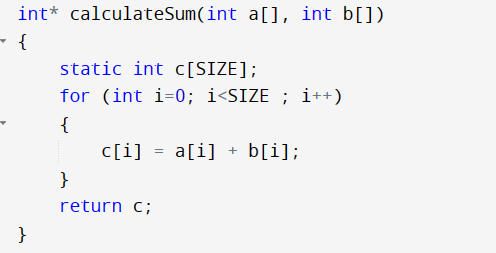 int* calculateSum(int a[], int b[])
{
    static int c[SIZE];
    for (int i=0; i<SIZE ; i++)
    {
        c[i] = a[i] + b[i];
    }
    return c;
}